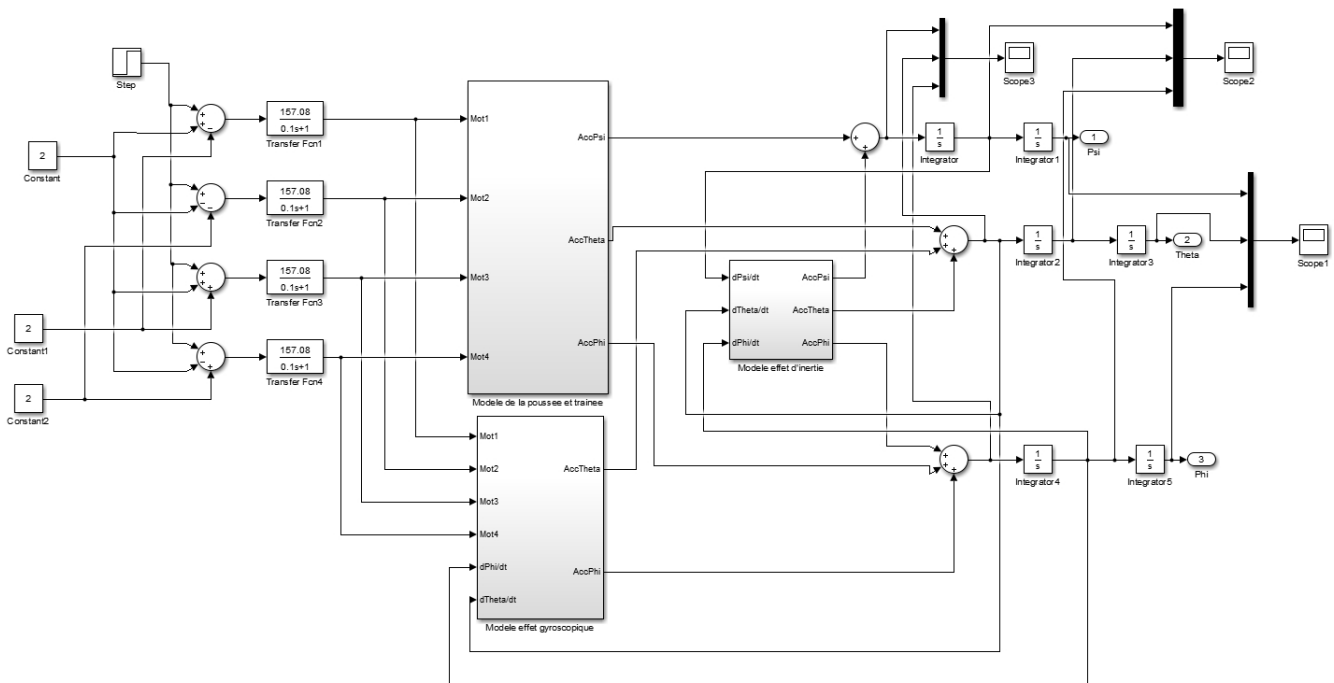 Step
Scope3
Scope2
157.08
0.1s+1
Transfer Fcn1
Mot1
AccPsi
1
s
Integrator
1
s
Integrator1
1
Psi
2
Constant
157.08
0.1s+1
Transfer Fcn2
Mot2
AccTheta
1
s
Integrator2
1
s
Integrator3
2
Theta
Scope1
157.08
0.1s+1
Transfer Fcn3
Mot3
dPsi/dt
AccPsi
dTheta/dt
AccTheta
dPhi/dt
AccPhi
Modele effet d'inertie
2
Constant1
157.08
0.1s+1
Transfer Fcn4
Mot4
AccPhi
Modele de la poussee et trainee
2
Constant2
Mot1
Mot2
AccTheta
Mot3
Mot4
dPhi/dt
AccPhi
dTheta/dt
Modele effet gyroscopique
1
s
Integrator4
1
s
Integrator5
3
Phi